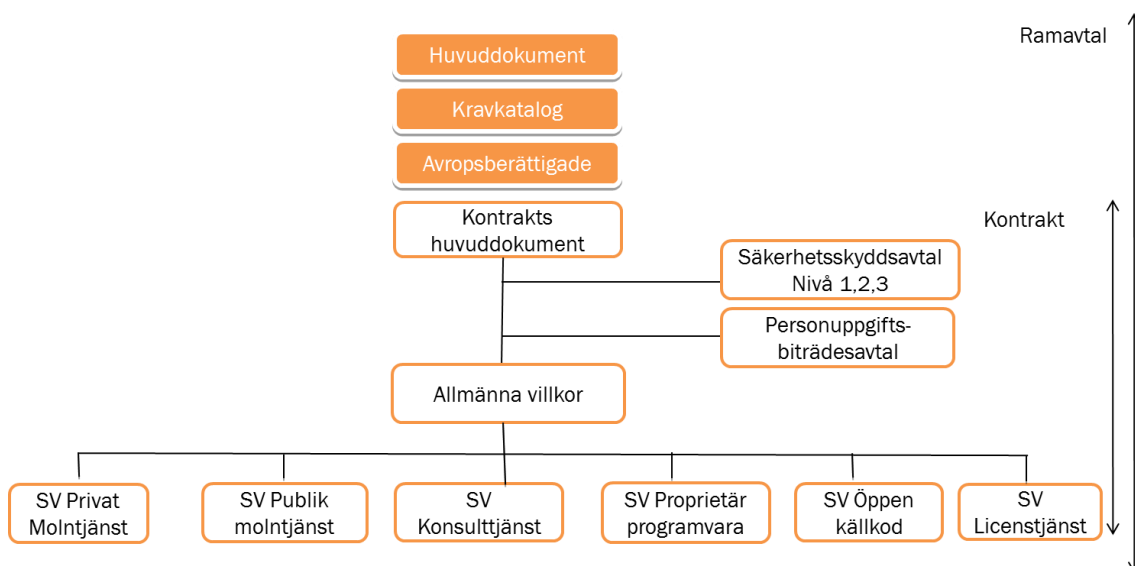 Ramavtal
Huvuddokument
Kravkatalog
Avropsberättigade
Kontrakts
huvuddokument
Kontrakt
Säkerhetsskyddsavtal
Nivå 1,2,3
Personuppgifts-
biträdesavtal
Allmänna villkor
SV Privat
Molntjänst
SV Publik
molntjänst
SV
Konsulttjänst
SV Proprietär
programvara
SV Öppen
källkod
SV
Licenstjänst